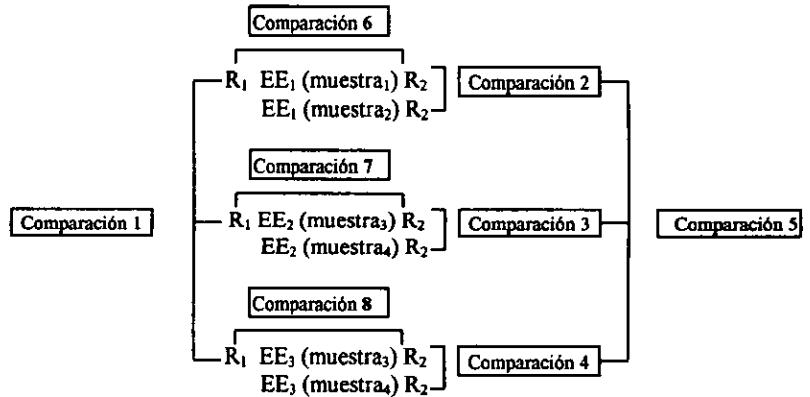 Comparación 6
R₁ EE₁ (muestra₁) R₂
EE₁ (muestra₂) R₂
Comparación 2
Comparación 7
Comparación 1
R₁ EE₂ (muestra₃) R₂
EE₂ (muestra₄) R₂
Comparación 3
Comparación 5
Comparación 8
R₁ EE₃ (muestra₃) R₂
EE₃ (muestra₄) R₂
Comparación 4